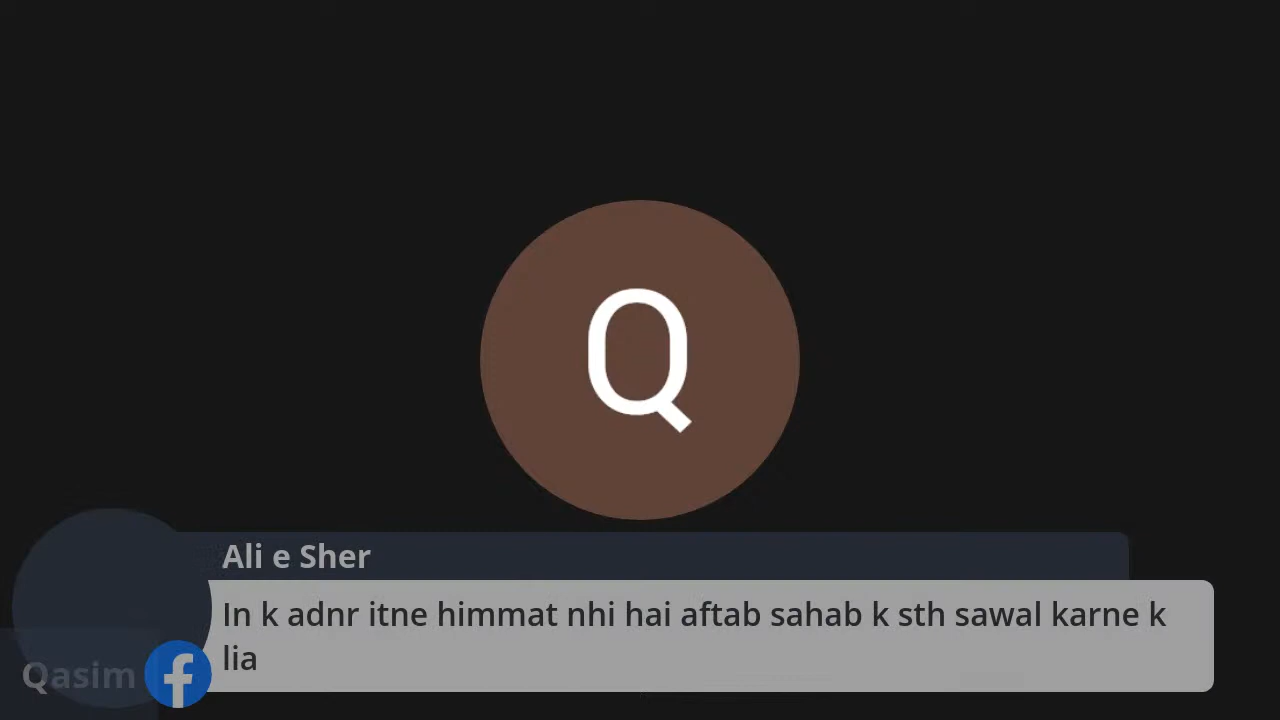 Q
Ali e Sher
In k adnr itne himmat nhi hai aftab sahab k sth sawal karne k
lia
Qasim